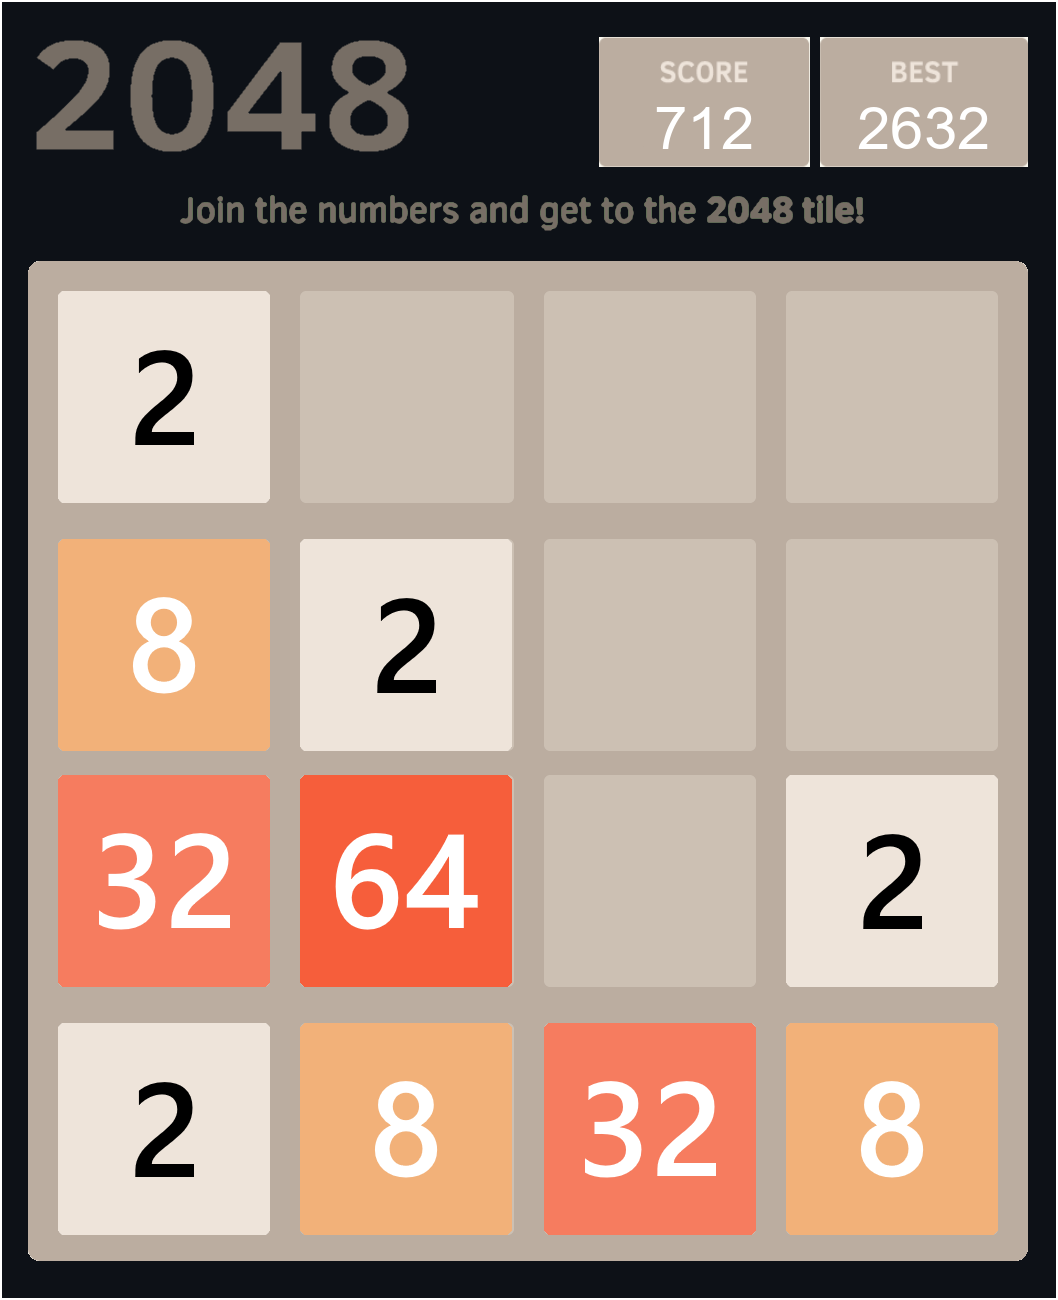 2048
SCORE BEST
712 2632
Join the numbers and get to the 2048 tile!
2
8 2
32 64 2
2 8 32 8